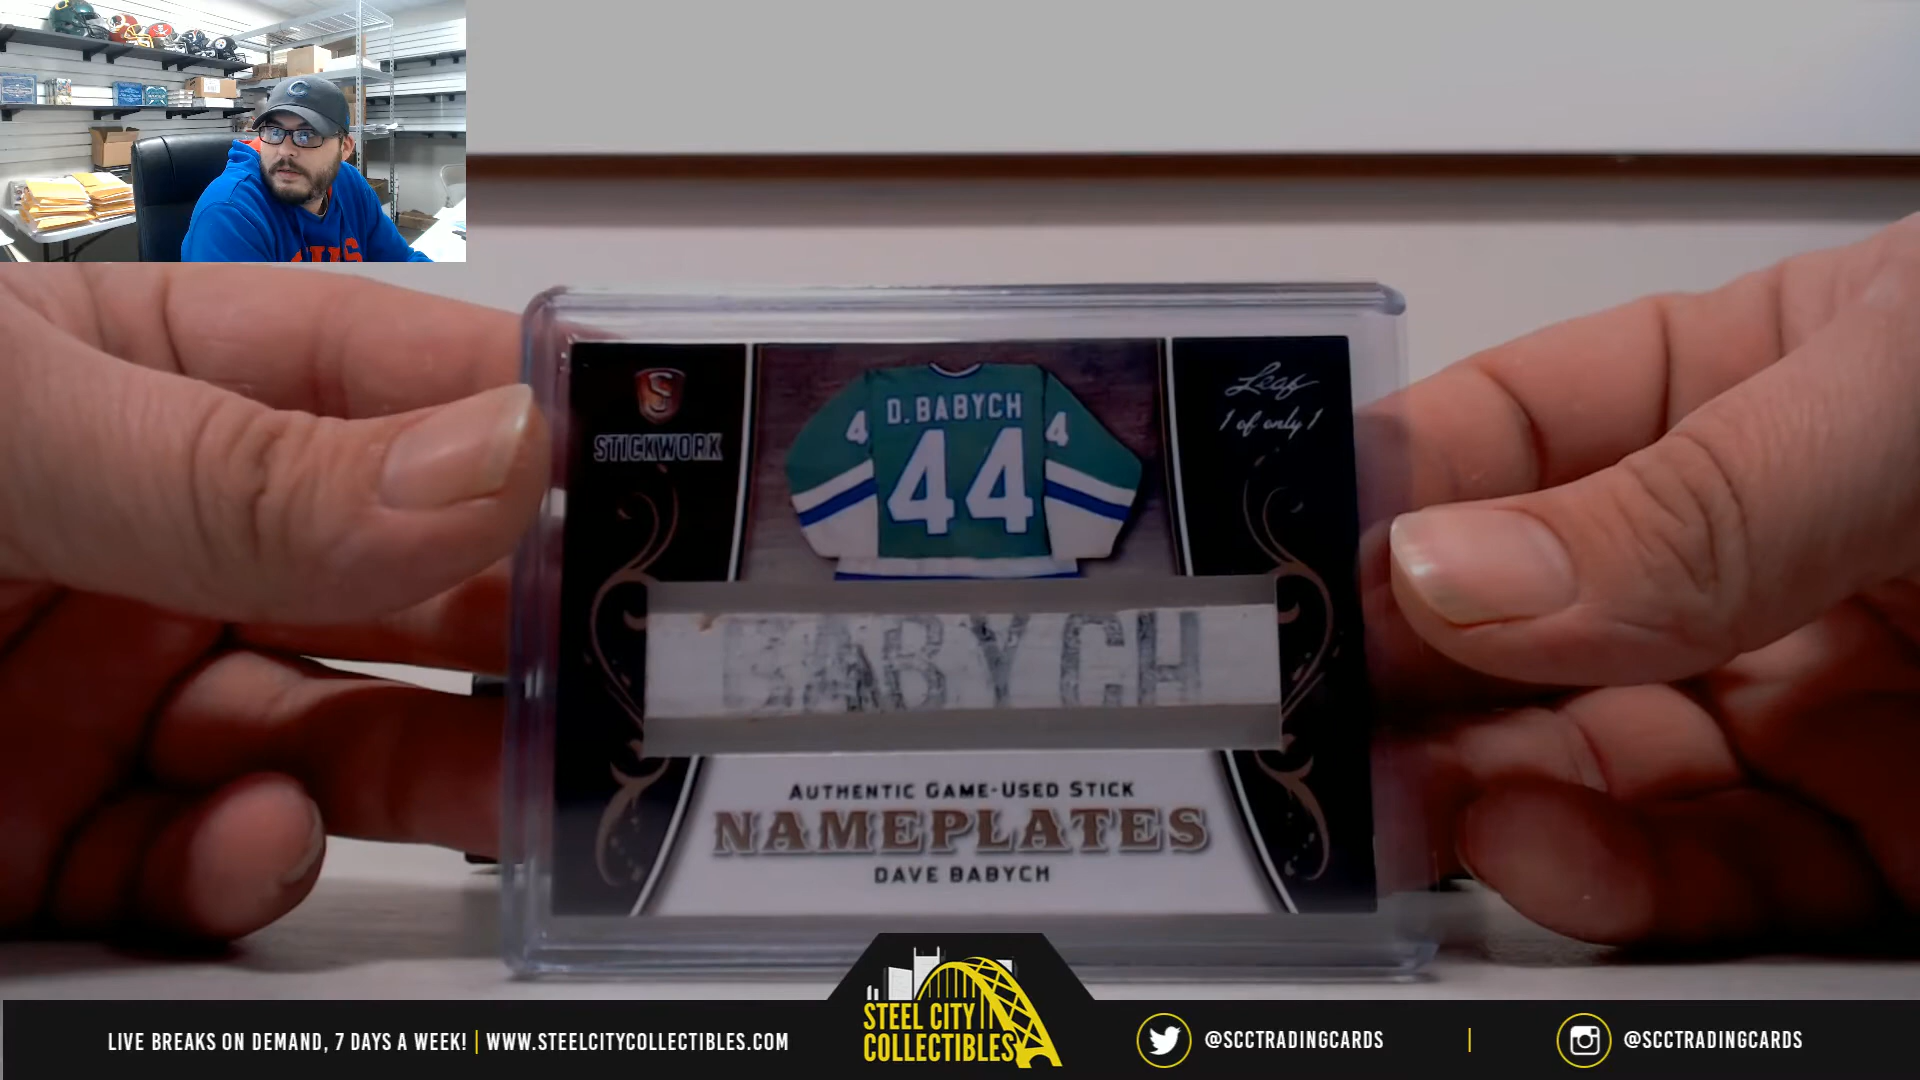 STICKWORK
D. BABYCH
4 44 4
Leaf
1 of only 1
BABYCH
AUTHENTIC GAME-USED STICK
NAMEPLATES
DAVE BABYCH
LIVE BREAKS ON DEMAND, 7 DAYS A WEEK! | WWW.STEELCITYCOLLECTIBLES.COM
STEEL CITY
COLLECTIBLES
@SCCTRADINGCARDS | @SCCTRADINGCARDS